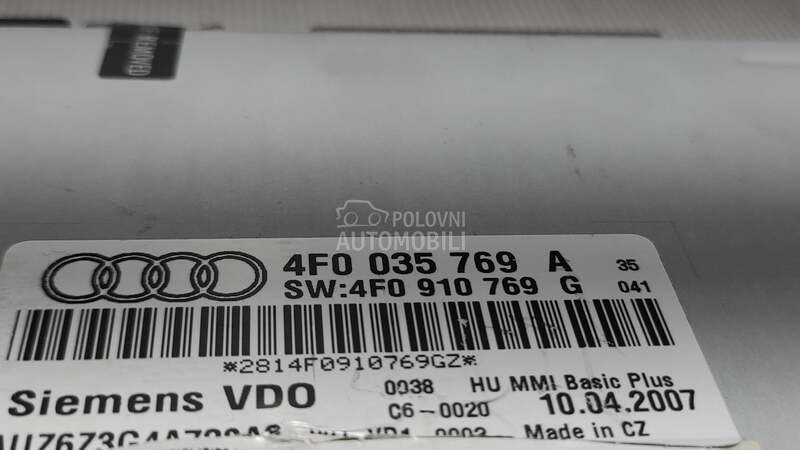 REMOVED
POLOVNI
AUTOMOBILI
4F0 035 769 A 35
SW:4F0 910 769 G 041
*2814F0910769GZ*
Siemens VDO 0038 HU MMI Basic Plus
C6-0020 10.04.2007
Made in CZ